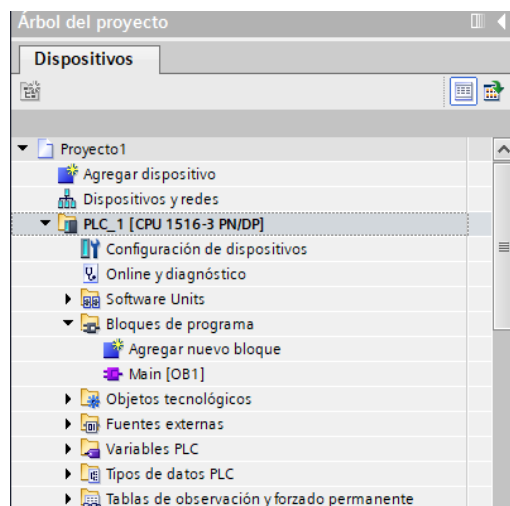 Árbol del proyecto
Dispositivos
Proyecto1
Agregar dispositivo
Dispositivos y redes
PLC_1 [CPU 1516-3 PN/DP]
Configuración de dispositivos
Online y diagnóstico
Software Units
Bloques de programa
Agregar nuevo bloque
Main [OB1]
Objetos tecnológicos
Fuentes externas
Variables PLC
Tipos de datos PLC
Tablas de observación y forzado permanente